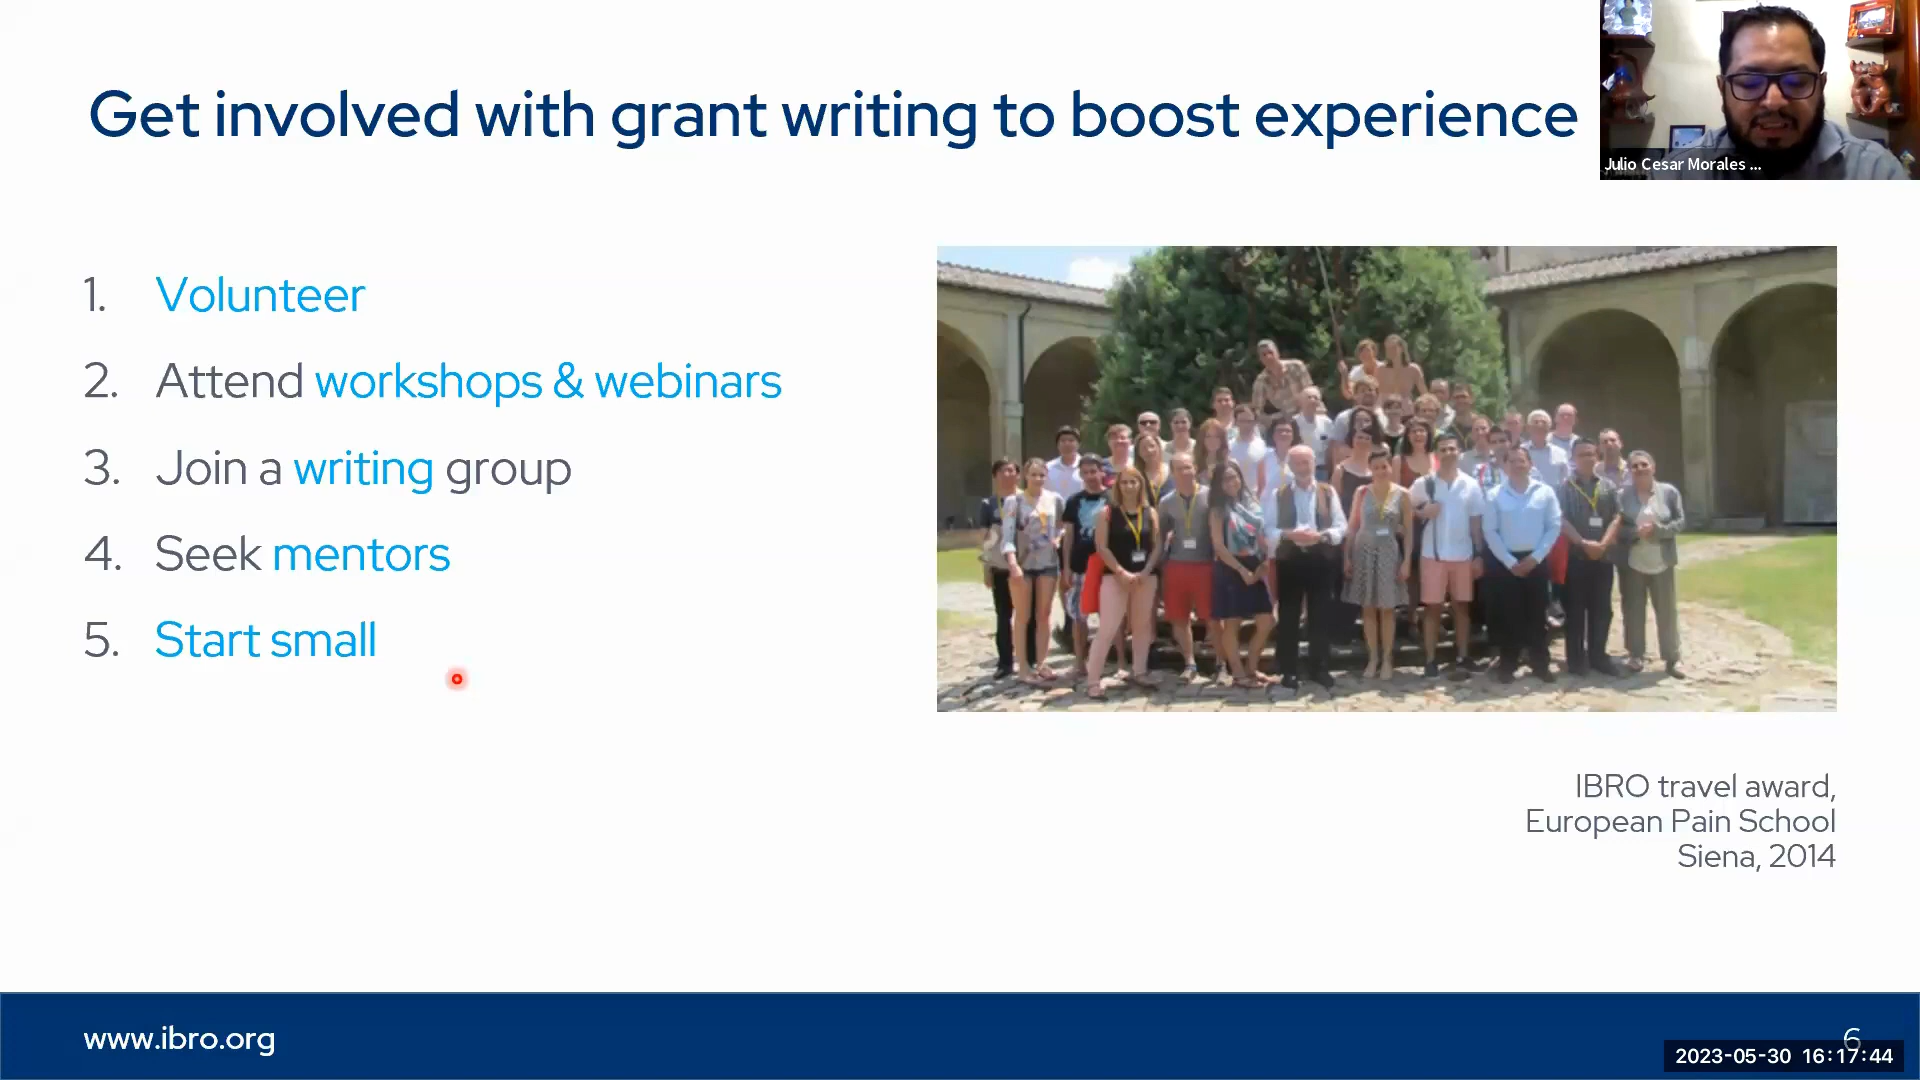 Get involved with grant writing to boost experience
Julio Cesar Morales ...
1. Volunteer
2. Attend workshops & webinars
3. Join a writing group
4. Seek mentors
5. Start small
IBRO travel award,
European Pain School
Siena, 2014
www.ibro.org
6
2023-05-30 16:17:44